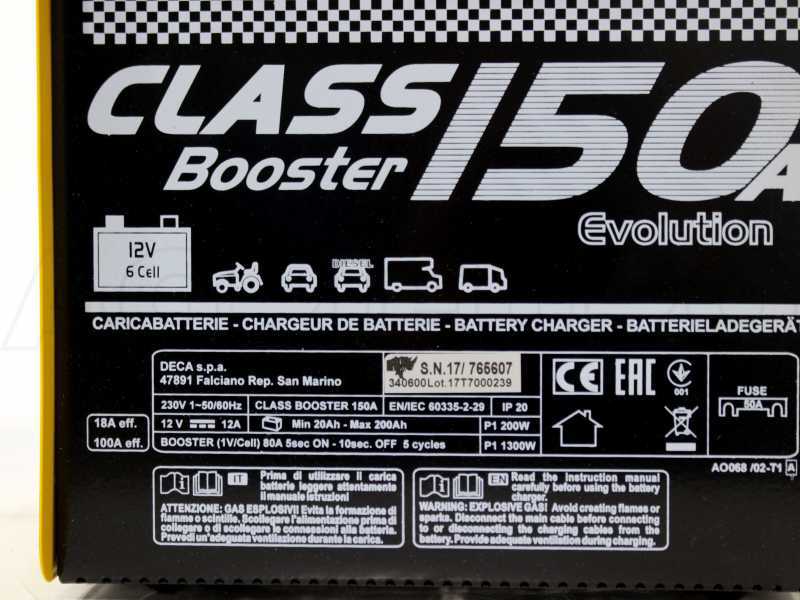 CLASS 150A
Booster
Evolution
12V
6 Cell
DIESEL
CARICABATTERIE - CHARGEUR DE BATTERIE - BATTERY CHARGER - BATTERIELADEGERÄT
DECA s.p.a.
47891 Falciano Rep. San Marino
S.N.17/ 765607
340600Lot.17T7000239
CE EAC
001
FUSE
50A
230V 1~50/60Hz CLASS BOOSTER 150A EN/IEC 60335-2-29 IP 20
18A eff. 12 V 12A Min 20Ah - Max 200Ah P1 200W
100A eff. BOOSTER (1V/Cell) 80A 5sec ON - 10sec. OFF 5 cycles P1 1300W
AO068 /02-T1 A
IT Prima di utilizzare il carica
batterie leggere attentamente
il manuale istruzioni
ATTENZIONE: GAS ESPLOSIVI! Evita la formazione di
fiamme o scintille. Scollegare l'alimentazione prima di
collegare o di scollegare le connessioni alla batteria.
Prevedi un'adeguata ventilazione durante la carica.
EN Read the instruction manual
carefully before using the battery
charger.
WARNING: EXPLOSIVE GAS! Avoid creating flames or
sparks. Disconnect the main cable before connecting
to or disconnecting the charging cables from the
battery. Provide adequate ventilation during charging.